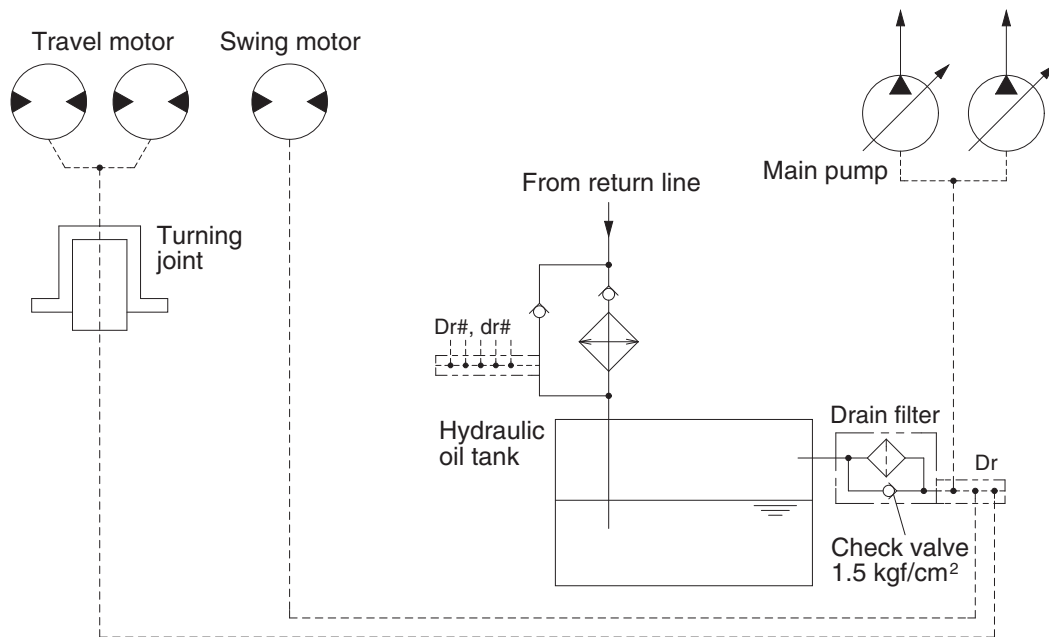 Travel motor
Swing motor
Main pump
From return line
Turning
joint
Dr#, dr#
Hydraulic
oil tank
Drain filter
Dr
Check valve
1.5 kgf/cm²